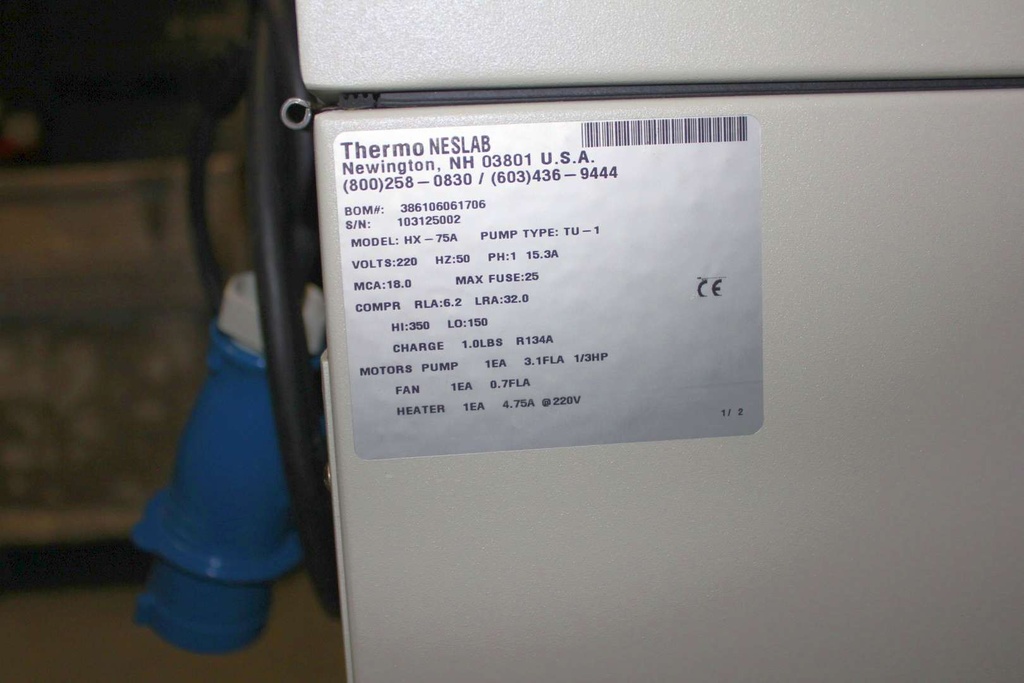 Thermo NESLAB
Newington, NH 03801 U.S.A.
(800)258-0830 / (603)436-9444
BOM#: 386106061706
S/N: 103125002
MODEL: HX-75A PUMP TYPE: TU-1
VOLTS:220 HZ:50 PH:1 15.3A
MCA:18.0 MAX FUSE:25
COMPR RLA:6.2 LRA:32.0
HI:350 LO:150
CHARGE 1.0LBS R134A
MOTORS PUMP 1EA 3.1FLA 1/3HP
FAN 1EA 0.7FLA
HEATER 1EA 4.75A @220V
CE
1/ 2